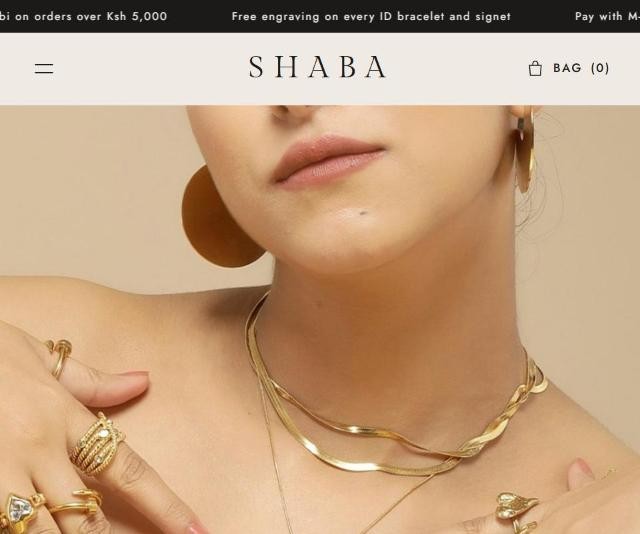 bi on orders over Ksh 5,000 Free engraving on every ID bracelet and signet Pay with M-
SHABA
BAG (0)